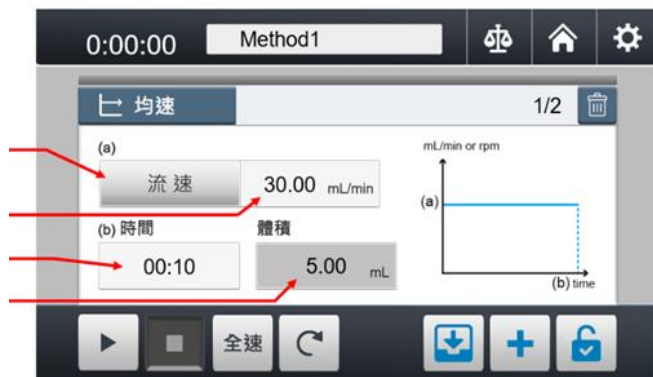 0:00:00 Method1
均速 1/2
(a) mL/min or rpm
流速 30.00 mL/min
(a)
(b) 時間 體積
00:10 5.00 mL
(b) time
全速